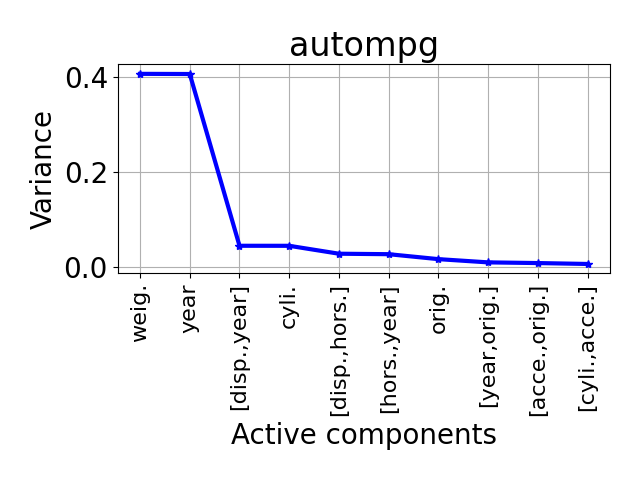 autompg
Variance
0.4
0.2
0.0
weig.
year
[disp.,year]
cyli.
[disp.,hors.]
[hors.,year]
orig.
[year,orig.]
[acce.,orig.]
[cyli.,acce.]
Active components